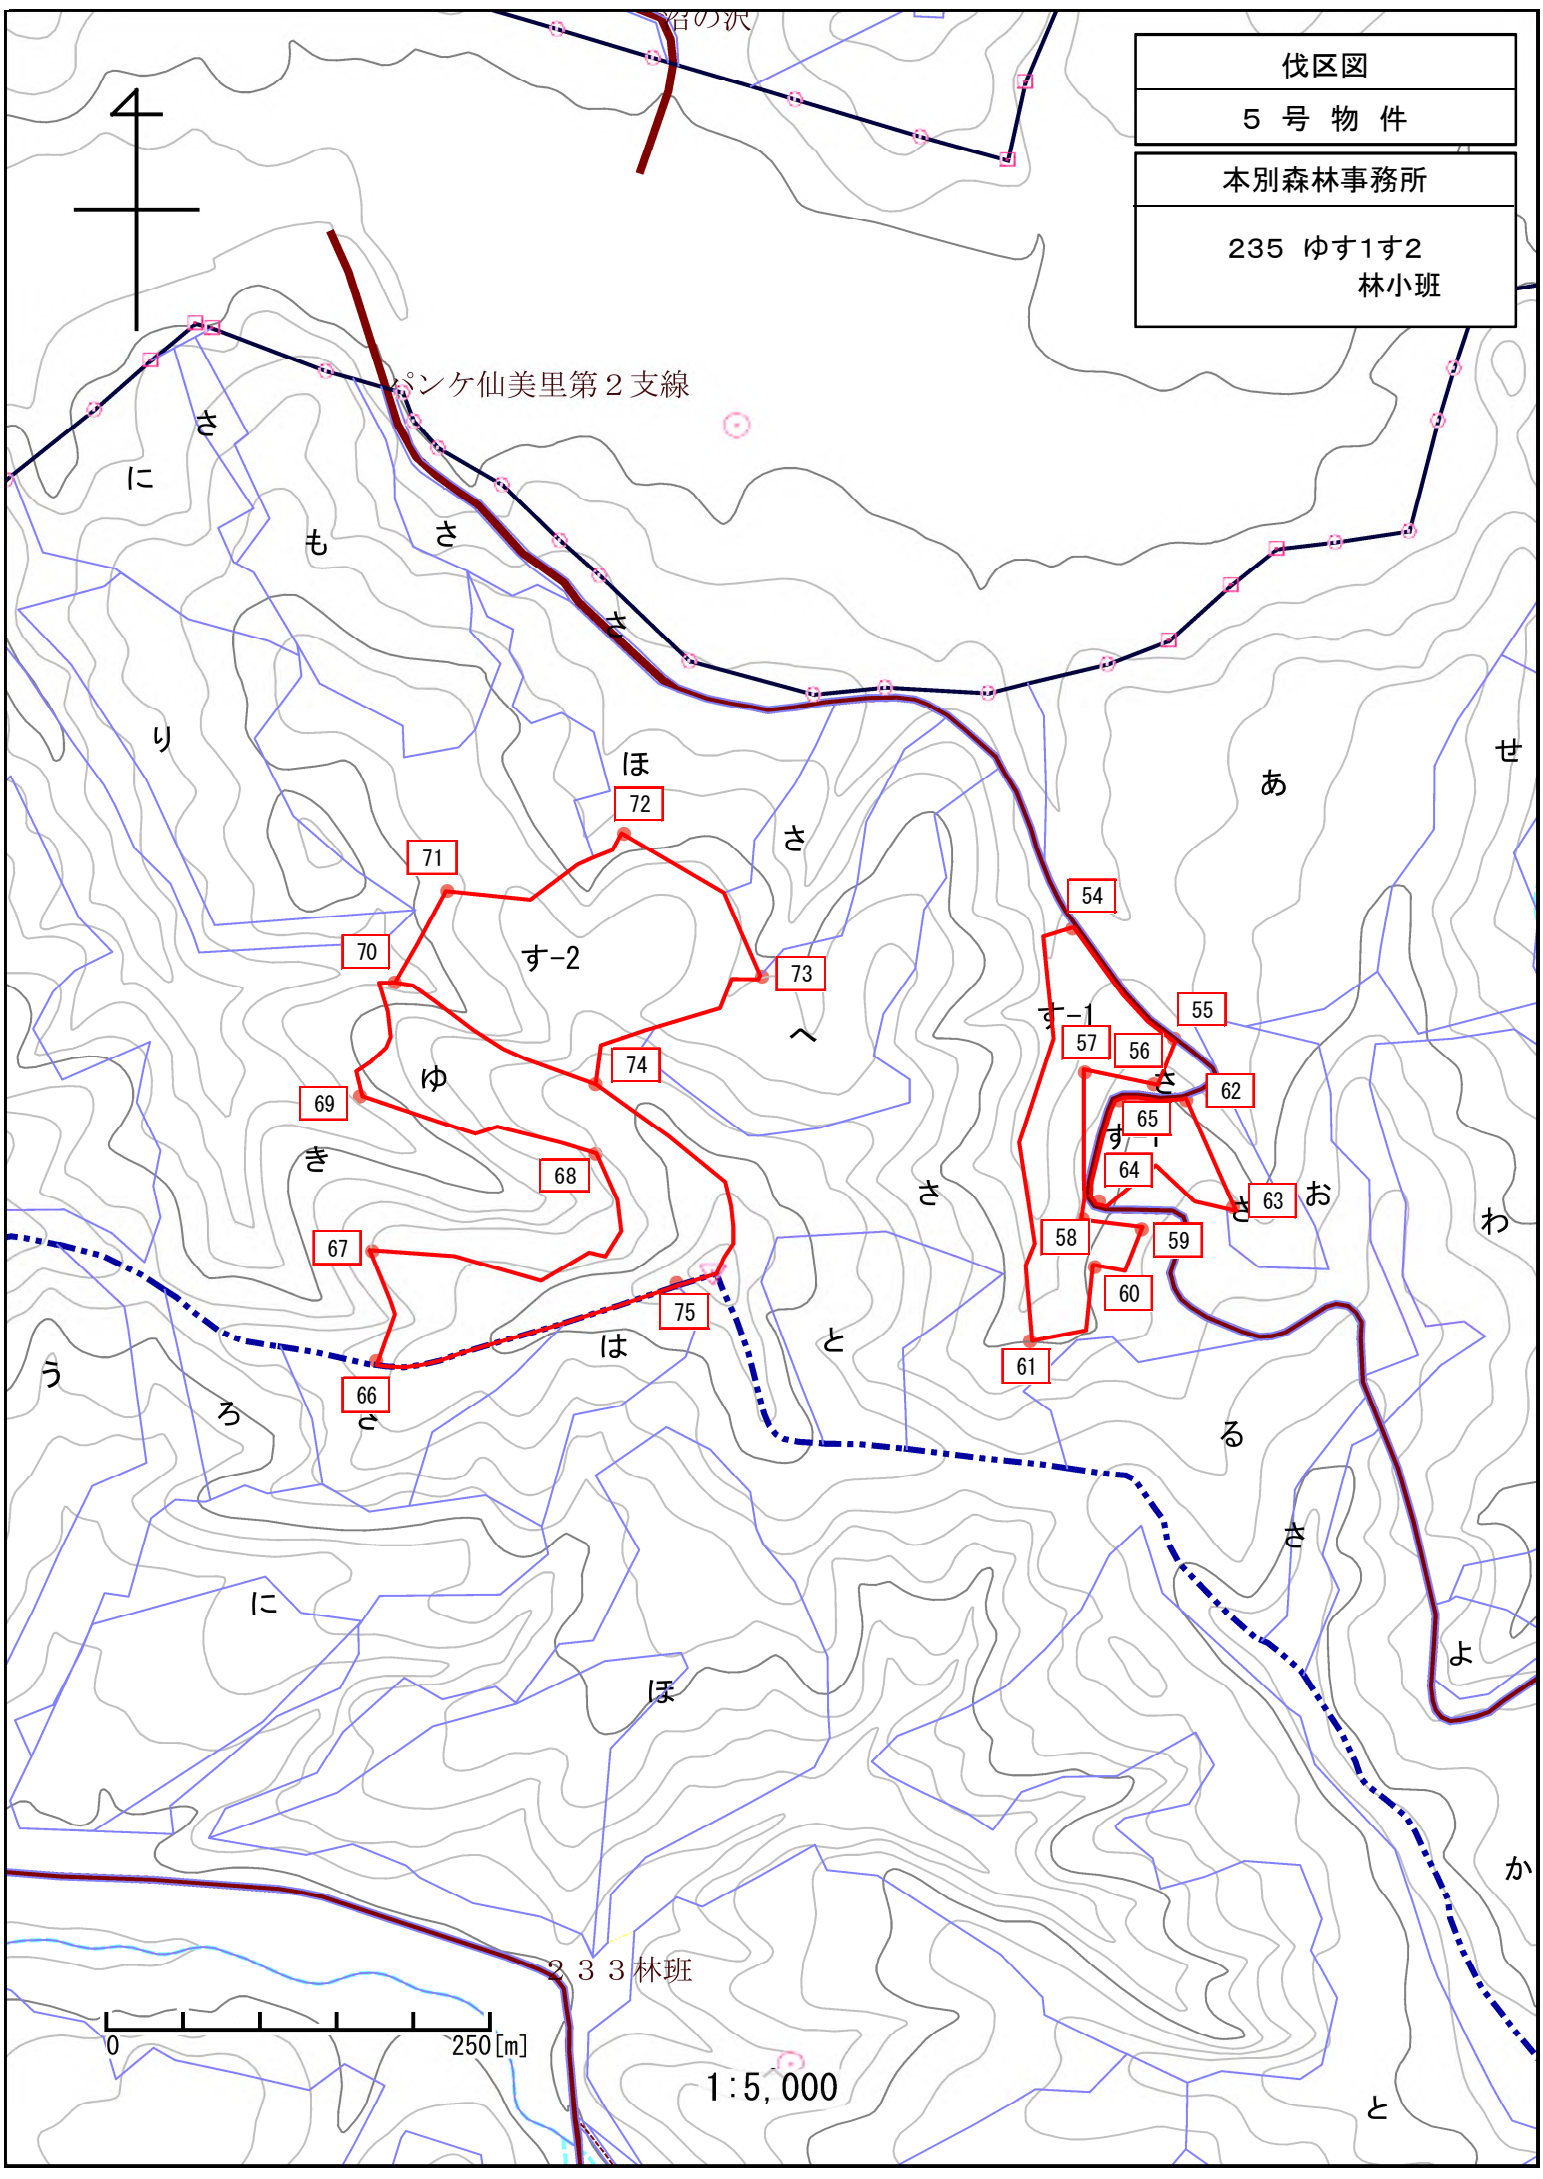 沼の沢
伐区図
5 号 物 件
本別森林事務所
235 ゆす1す2
林小班
パンケ仙美里第2支線
さ
に
も
さ
さ
り
ほ
せ
あ
72
さ
71
54
70
す-2
73
す-1
55
へ
57
56
74
ゆ
さ
62
69
65
す-1
き
68
64
さ
さ
63
お
わ
67
58
59
60
75
は
と
61
う
66
さ
ろ
る
さ
に
よ
ほ
か
233林班
0
250[m]
1:5,000
と